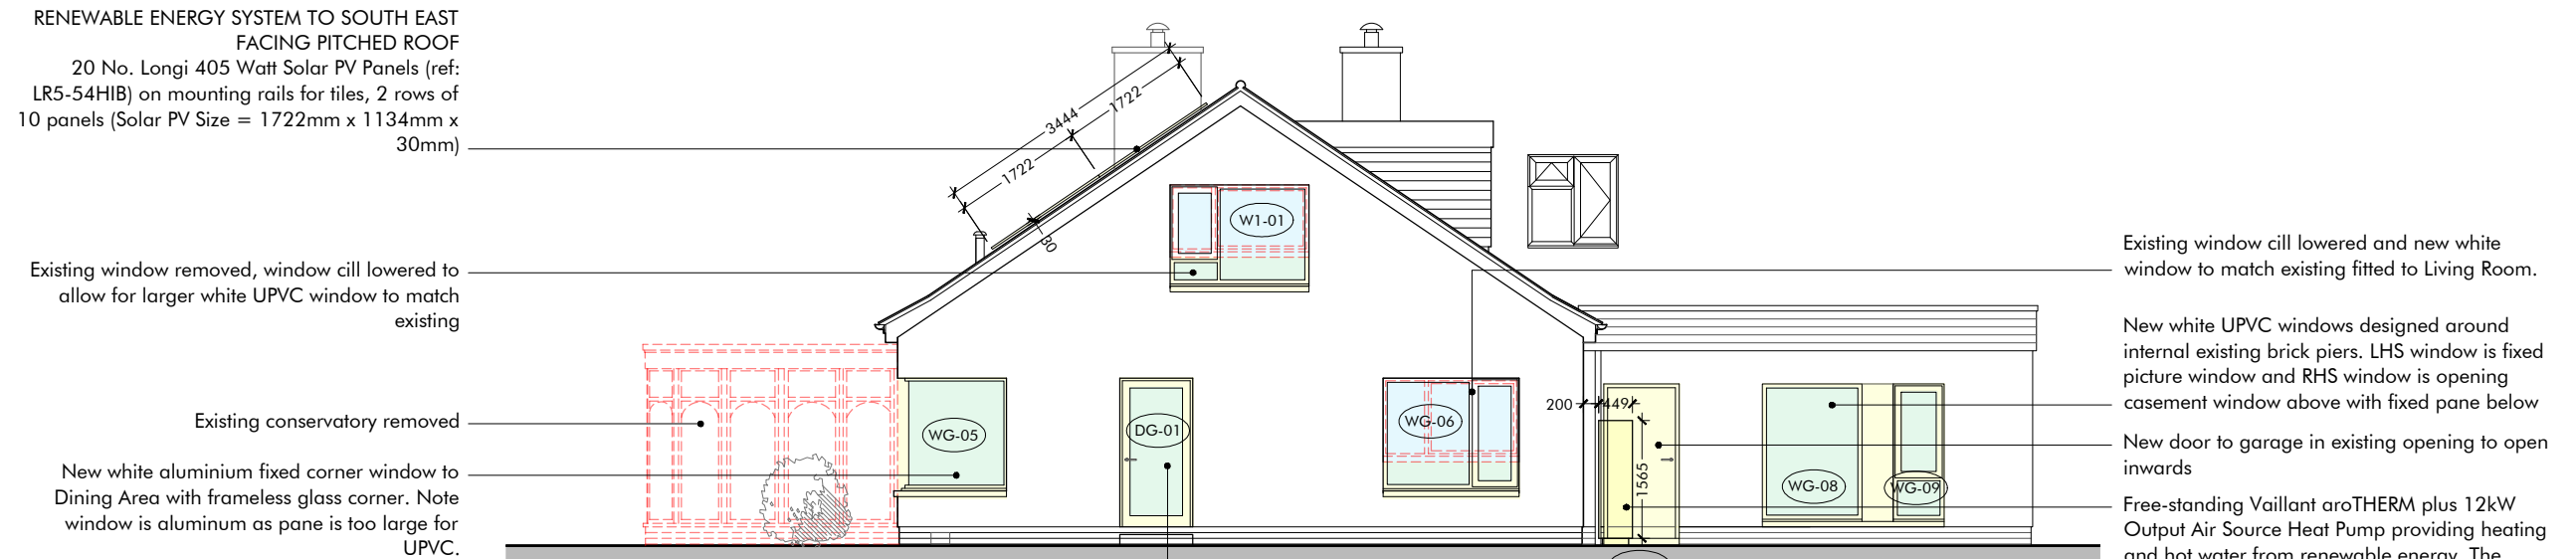 RENEWABLE ENERGY SYSTEM TO SOUTH EAST
FACING PITCHED ROOF
20 No. Longi 405 Watt Solar PV Panels (ref:
LR5-54HIB) on mounting rails for tiles, 2 rows of
10 panels (Solar PV Size = 1722mm x 1134mm x
30mm)
Existing window removed, window cill lowered to
allow for larger white UPVC window to match
existing
Existing conservatory removed
New white aluminium fixed corner window to
Dining Area with frameless glass corner. Note
window is aluminum as pane is too large for
UPVC.
3444
1722
1722
30
W1-01
WG-05
DG-01
WG-06
200
449
1565
WG-08
WG-09
Existing window cill lowered and new white
window to match existing fitted to Living Room.
New white UPVC windows designed around
internal existing brick piers. LHS window is fixed
picture window and RHS window is opening
casement window above with fixed pane below
New door to garage in existing opening to open
inwards
Free-standing Vaillant aroTHERM plus 12kW
Output Air Source Heat Pump providing heating
and hot water from renewable energy. The